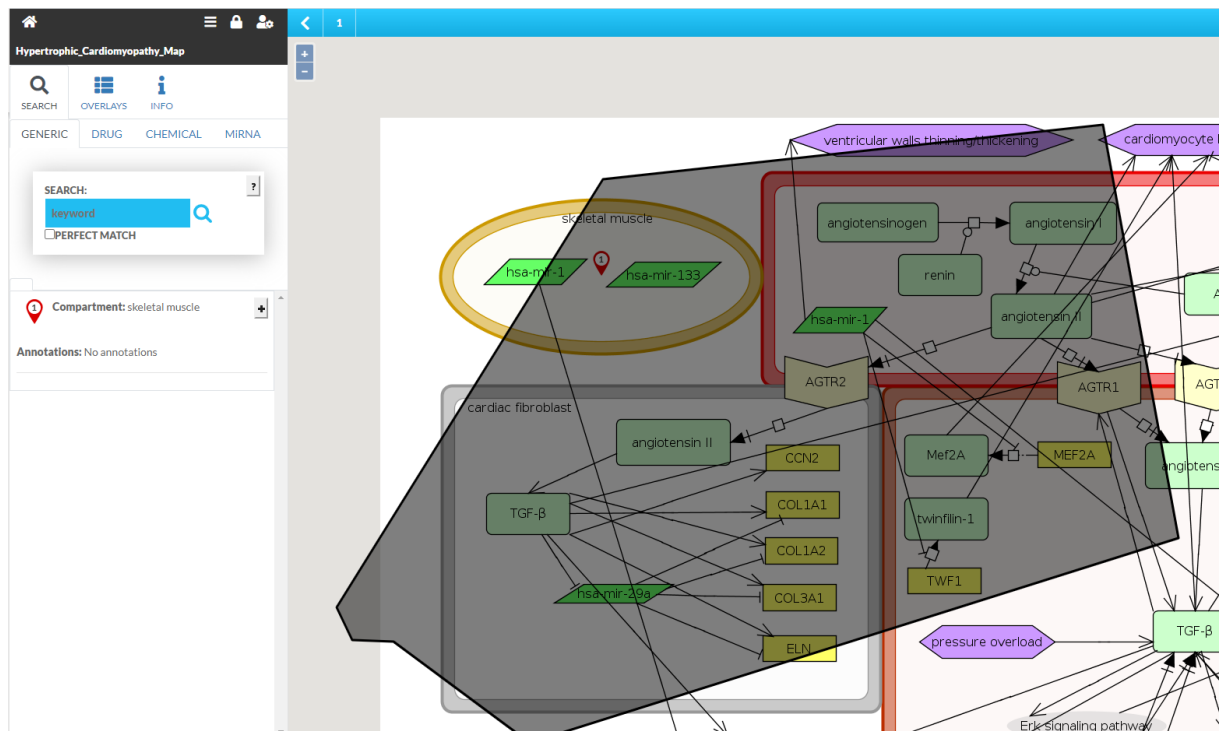 1
Hypertrophic_Cardiomyopathy_Map
+
−
SEARCH
OVERLAYS
INFO
GENERIC
DRUG
CHEMICAL
MiRNA
SEARCH:
?
keyword
PERFECT MATCH
1
Compartment: skeletal muscle
+
Annotations: No annotations
ventricular walls thinning/thickening
cardiomyocyte
skeletal muscle
hsa-mir-1
1
hsa-mir-133
angiotensinogen
angiotensin I
renin
angiotensin II
hsa-mir-1
AGTR2
AGTR1
cardiac fibroblast
angiotensin II
CCN2
Mef2A
MEF2A
TGF-β
COL1A1
twinfilin-1
COL1A2
TWF1
hsa-mir-29a
COL3A1
ELN
pressure overload
TGF-β
Erk signaling pathway